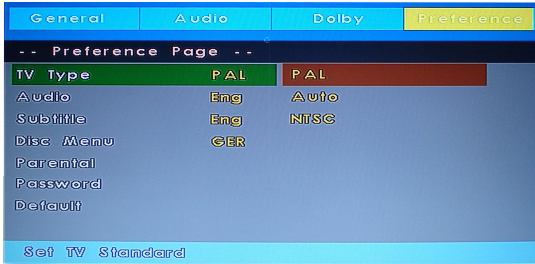 General Audio Dolby Preference
-- Preference Page --
TV Type PAL PAL
Audio Eng Auto
Subtitle Eng NTSC
Disc Menu GER
Parental
Password
Default
Set TV Standard